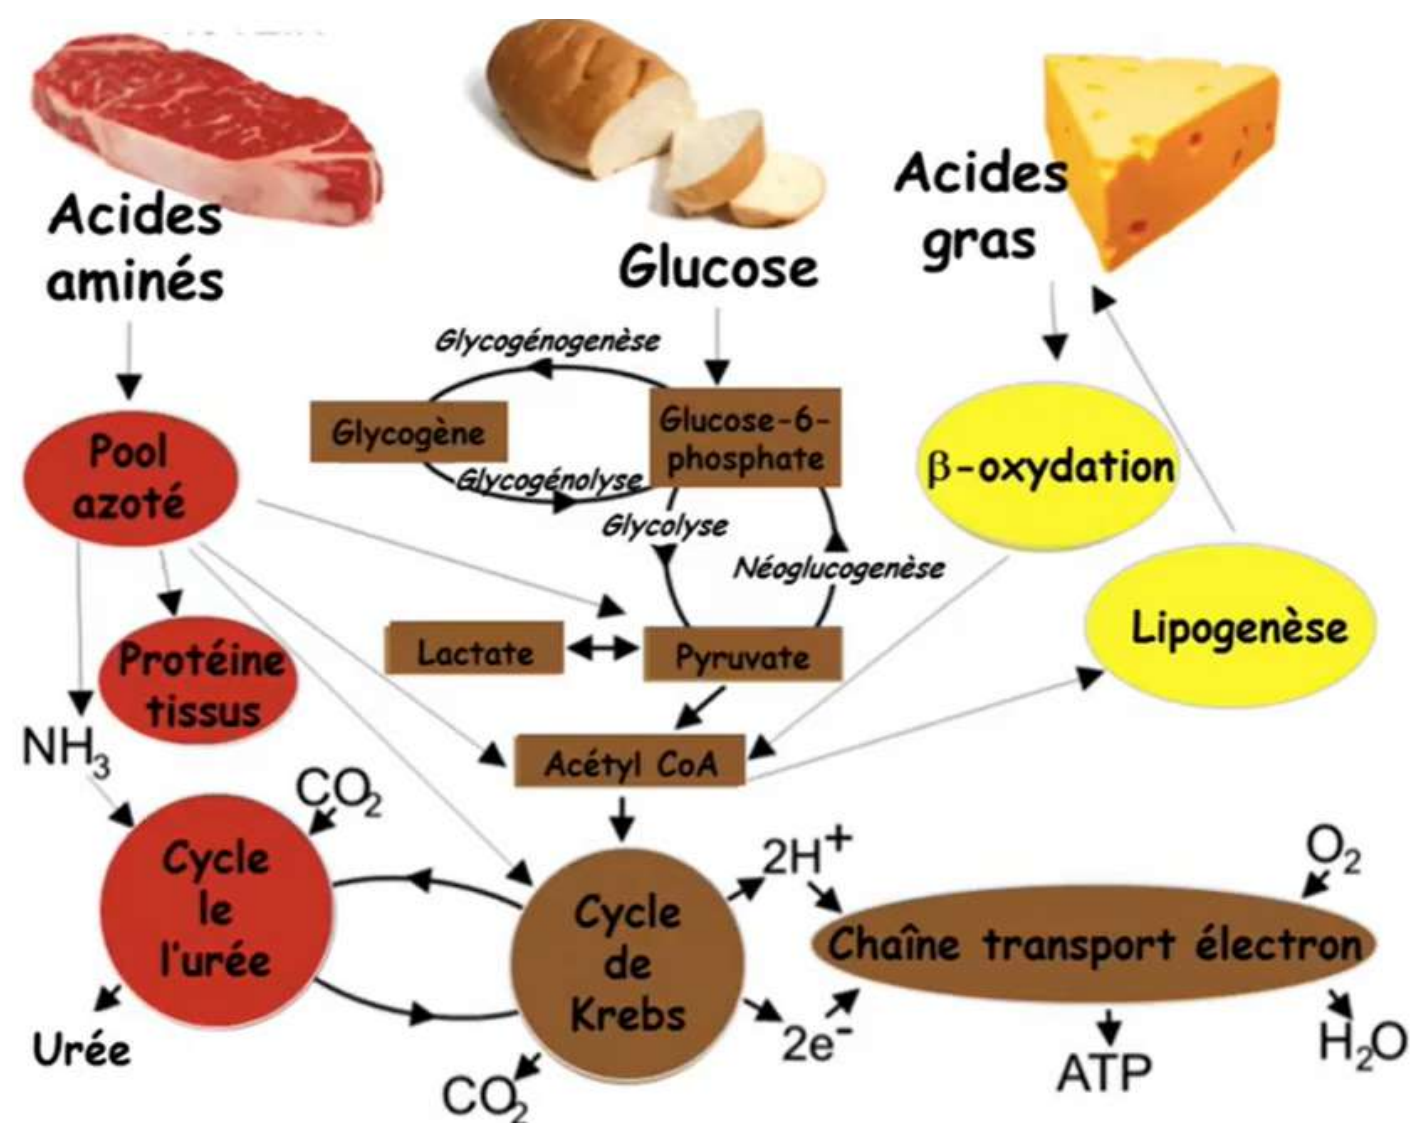 Acides
aminés
Glucose
Acides
gras
Glycogénogenèse
Glycogène
Glucose-6-
phosphate
Glycogénolyse
Glycolyse
Néoglucogenèse
Pool
azoté
β-oxydation
Lipogenèse
Protéine
tissus
Lactate
Pyruvate
NH₃
Acétyl CoA
CO₂
Cycle
le
l'urée
Urée
Cycle
de
Krebs
CO₂
2H⁺
2e⁻
O₂
Chaîne transport électron
ATP
H₂O